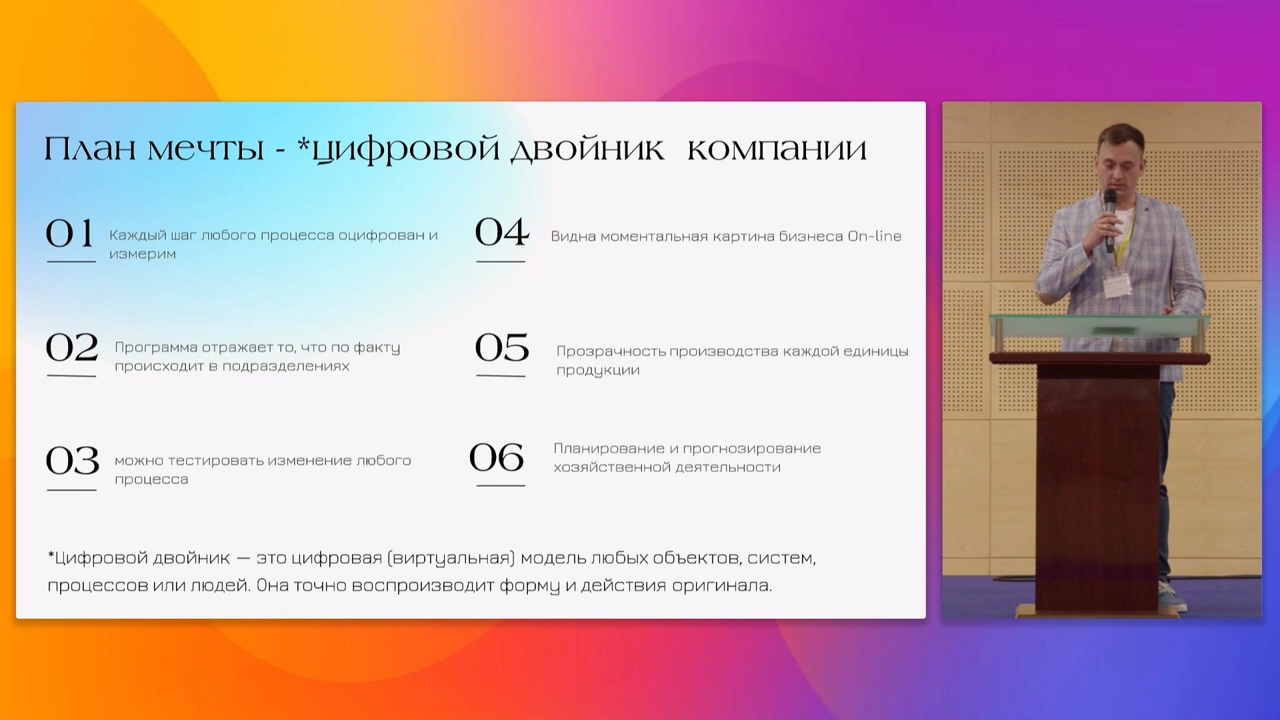 План мечты - *цифровой двойник компании
01
Каждый шаг любого процесса оцифрован и
измерим
02
Программа отражает то, что по факту
происходит в подразделениях
03
можно тестировать изменение любого
процесса
04
Видна моментальная картина бизнеса On-line
05
Прозрачность производства каждой единицы
продукции
06
Планирование и прогнозирование
хозяйственной деятельности
*Цифровой двойник — это цифровая (виртуальная) модель любых объектов, систем,
процессов или людей. Она точно воспроизводит форму и действия оригинала.